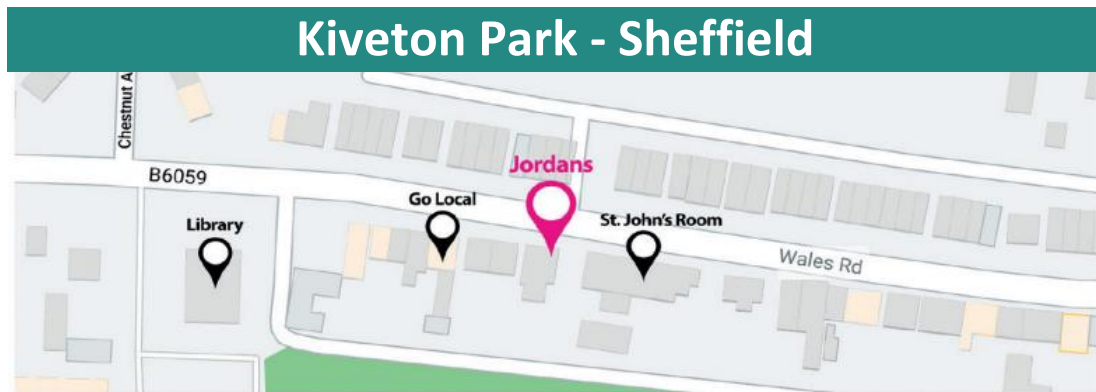 Kiveton Park - Sheffield
Chestnut A
B6059
Jordans
Go Local
St. John's Room
Library
Wales Rd